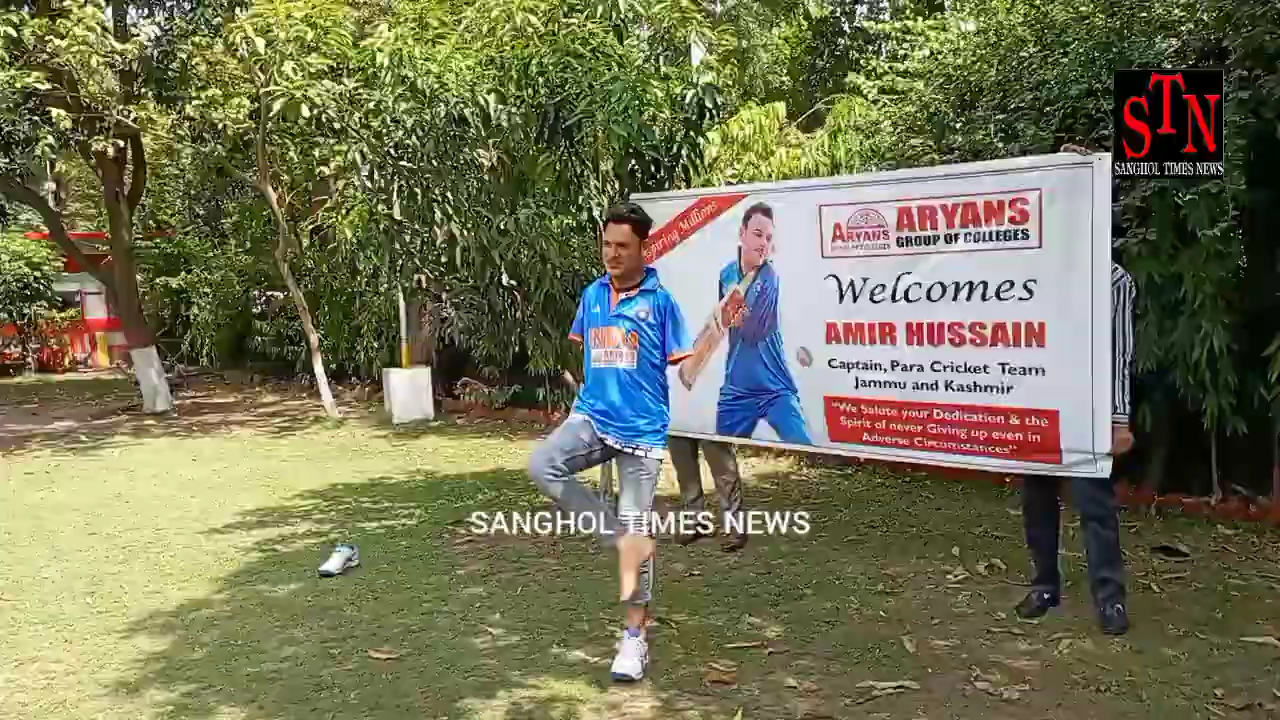 STN
SANGHOL TIMES NEWS
Millions
ARYANS
ARYANS
GROUP OF COLLEGES
Welcomes
AMIR HUSSAIN
Captain, Para Cricket Team
Jammu and Kashmir
"We Salute your Dedication & the
Spirit of never Giving up even in
Adverse Circumstances"
SANGHOL TIMES NEWS